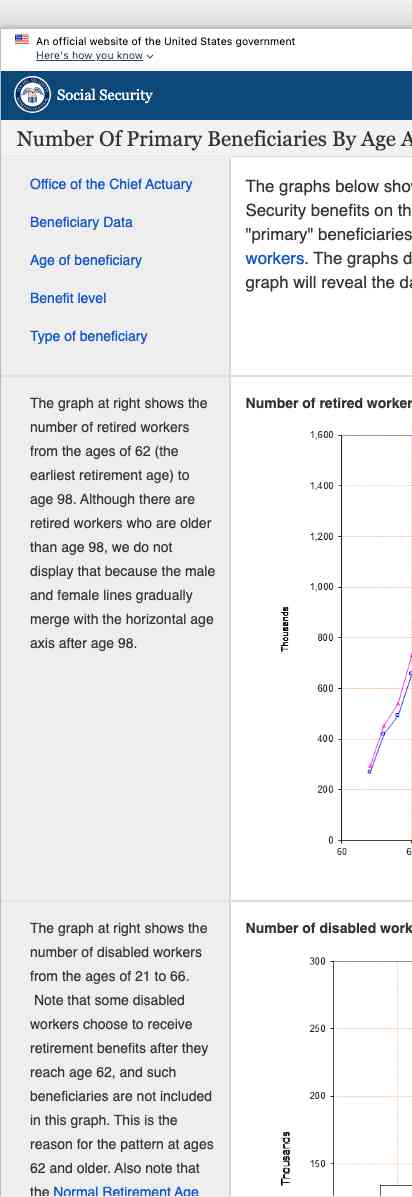 An official website of the United States government
Here's how you know
Social Security
Number Of Primary Beneficiaries By Age
Office of the Chief Actuary
Beneficiary Data
Age of beneficiary
Benefit level
Type of beneficiary
The graphs below
Security benefits on
"primary" beneficiaries
workers. The graphs
graph will reveal the
The graph at right shows the
number of retired workers
from the ages of 62 (the
earliest retirement age) to
age 98. Although there are
retired workers who are older
than age 98, we do not
display that because the male
and female lines gradually
merge with the horizontal age
axis after age 98.
Number of retired
1,600
1,400
1,200
1,000
800
600
400
200
0
Thousands
60
The graph at right shows the
number of disabled workers
from the ages of 21 to 66.
Note that some disabled
workers choose to receive
retirement benefits after they
reach age 62, and such
beneficiaries are not included
in this graph. This is the
reason for the pattern at ages
62 and older. Also note that
the Normal Retirement Age
Number of disabled
300
250
200
150
Thousands